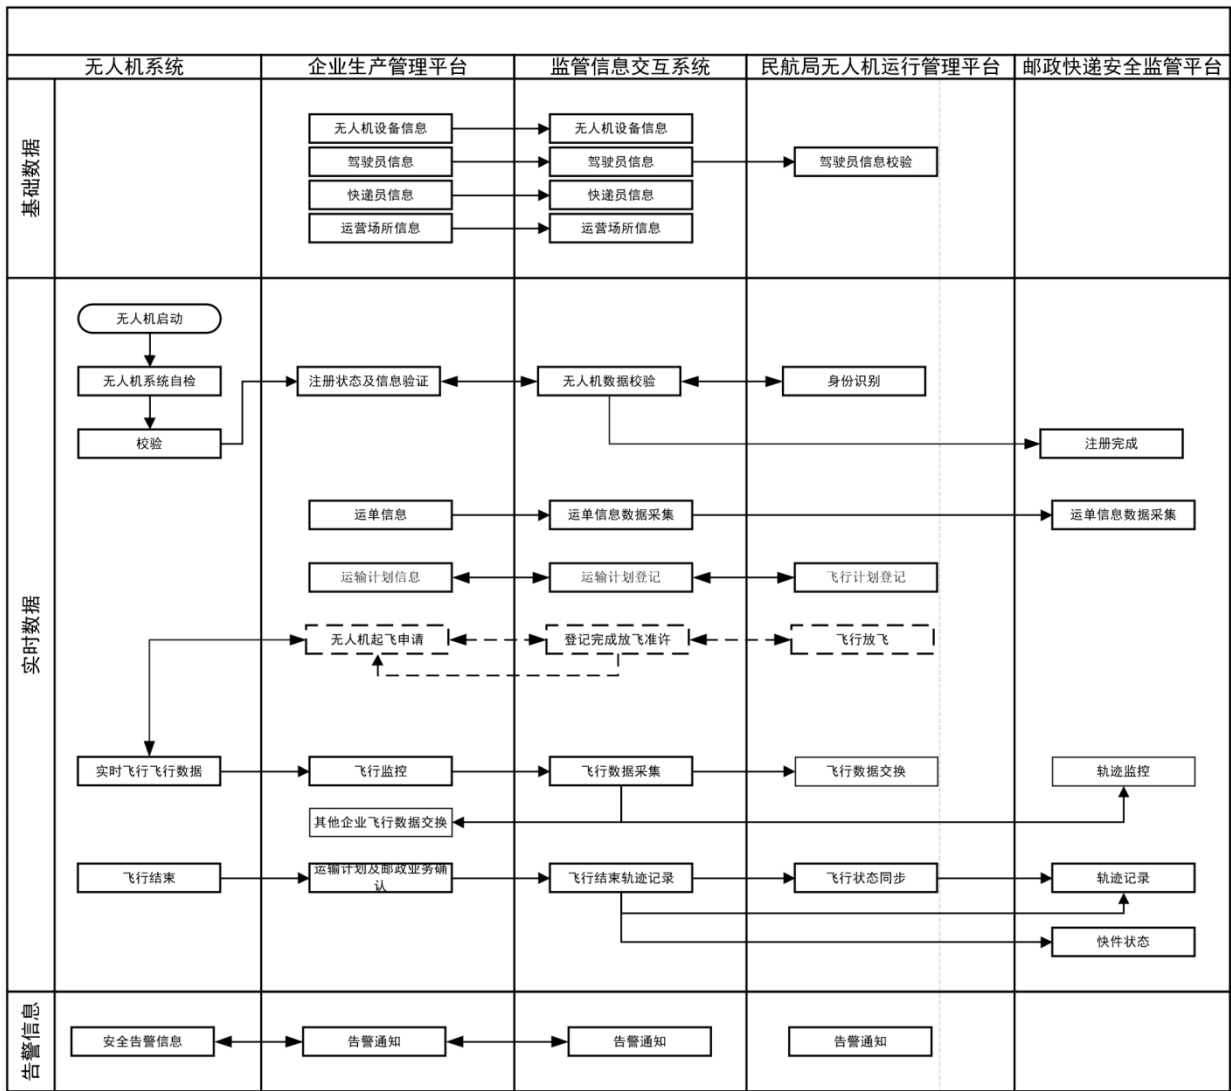 无人机系统
企业生产管理平台
监管信息交互系统
民航局无人机运行管理平台
邮政快递安全监管平台
基础数据
无人机设备信息
无人机设备信息
驾驶员信息
驾驶员信息
驾驶员信息校验
快递员信息
快递员信息
运营场所信息
运营场所信息
实时数据
无人机启动
无人机系统自检
注册状态及信息验证
无人机数据校验
身份识别
校验
注册完成
运单信息
运单信息数据采集
运单信息数据采集
运输计划信息
运输计划登记
飞行计划登记
无人机起飞申请
登记完成放飞准许
飞行放飞
实时飞行飞行数据
飞行监控
飞行数据采集
飞行数据交换
轨迹监控
其他企业飞行数据交换
飞行结束
运输计划及邮政业务确
认
飞行结束轨迹记录
飞行状态同步
轨迹记录
快件状态
告警信息
安全告警信息
告警通知
告警通知
告警通知